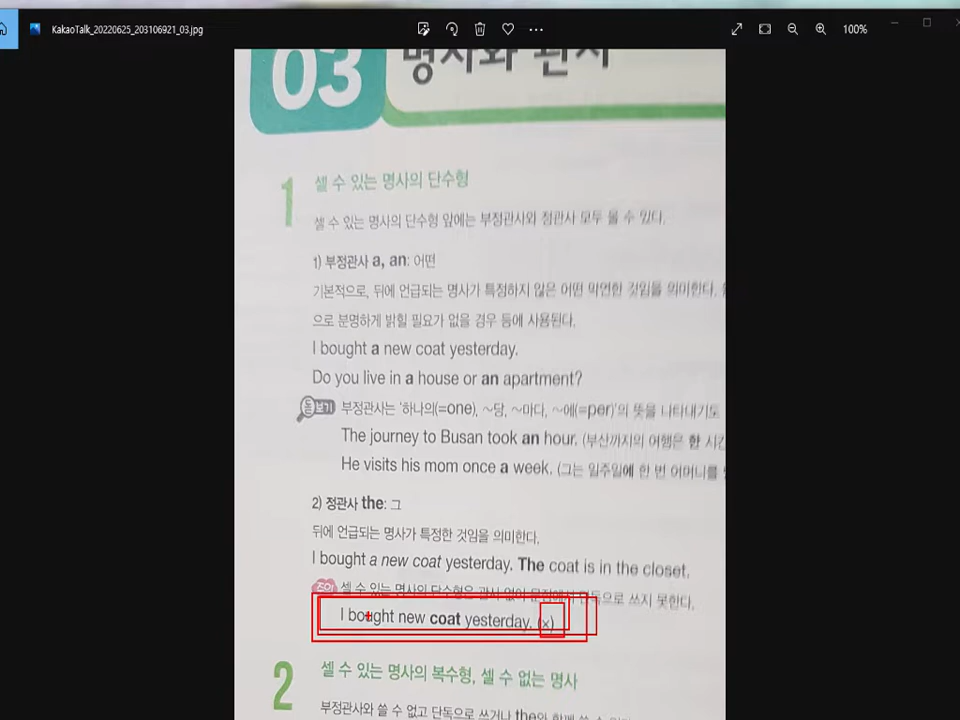 KakaoTalk_20220625_203106921_03.jpg
100%
03 명사와 관사
1 셀 수 있는 명사의 단수형
셀 수 있는 명사의 단수형 앞에는 부정관사와 정관사 모두 올 수 있다.
1) 부정관사 a, an: 어떤
기본적으로, 뒤에 언급되는 명사가 특정하지 않은 어떤 막연한 것임을 의미한다.
으로 분명하게 밝힐 필요가 없을 경우 등에 사용된다.
I bought a new coat yesterday.
Do you live in a house or an apartment?
돋보기 부정관사는 '하나의(=one), ~당, ~마다, ~에(=per)'의 뜻을 나타내기도
The journey to Busan took an hour. (부산까지의 여행은 한 시간
He visits his mom once a week. (그는 일주일에 한 번 어머니를
2) 정관사 the: 그
뒤에 언급되는 명사가 특정한 것임을 의미한다.
I bought a new coat yesterday. The coat is in the closet.
주의 셀 수 있는 명사의 단수형은 관사 없이 문장에서 단독으로 쓰지 못한다.
I bought new coat yesterday. (x)
2 셀 수 있는 명사의 복수형, 셀 수 없는 명사
부정관사와 쓸 수 없고 단독으로 쓰거나 the와 함께 쓸 수